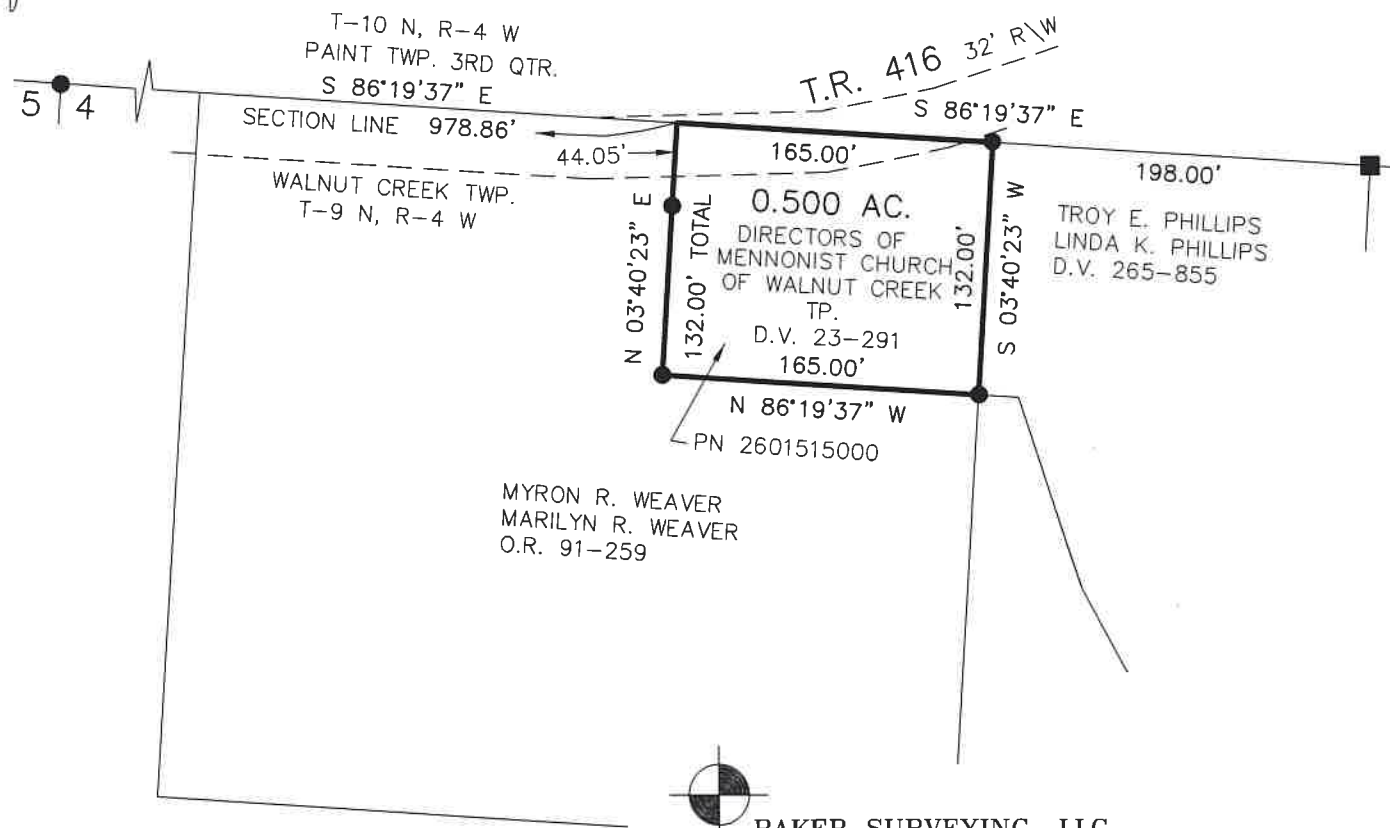 T-10 N, R-4 W
PAINT TWP. 3RD QTR.
S 86°19'37" E
T.R. 416 32' R\W
S 86°19'37" E
5 4
SECTION LINE 978.86'
44.05'
165.00'
198.00'
WALNUT CREEK TWP.
T-9 N, R-4 W
N 03°40'23" E
132.00' TOTAL
0.500 AC.
DIRECTORS OF
MENNONIST CHURCH
OF WALNUT CREEK
TP.
D.V. 23-291
165.00'
132.00'
S 03°40'23" W
TROY E. PHILLIPS
LINDA K. PHILLIPS
D.V. 265-855
N 86°19'37" W
PN 2601515000
MYRON R. WEAVER
MARILYN R. WEAVER
O.R. 91-259
BAKER SURVEYING, LLC